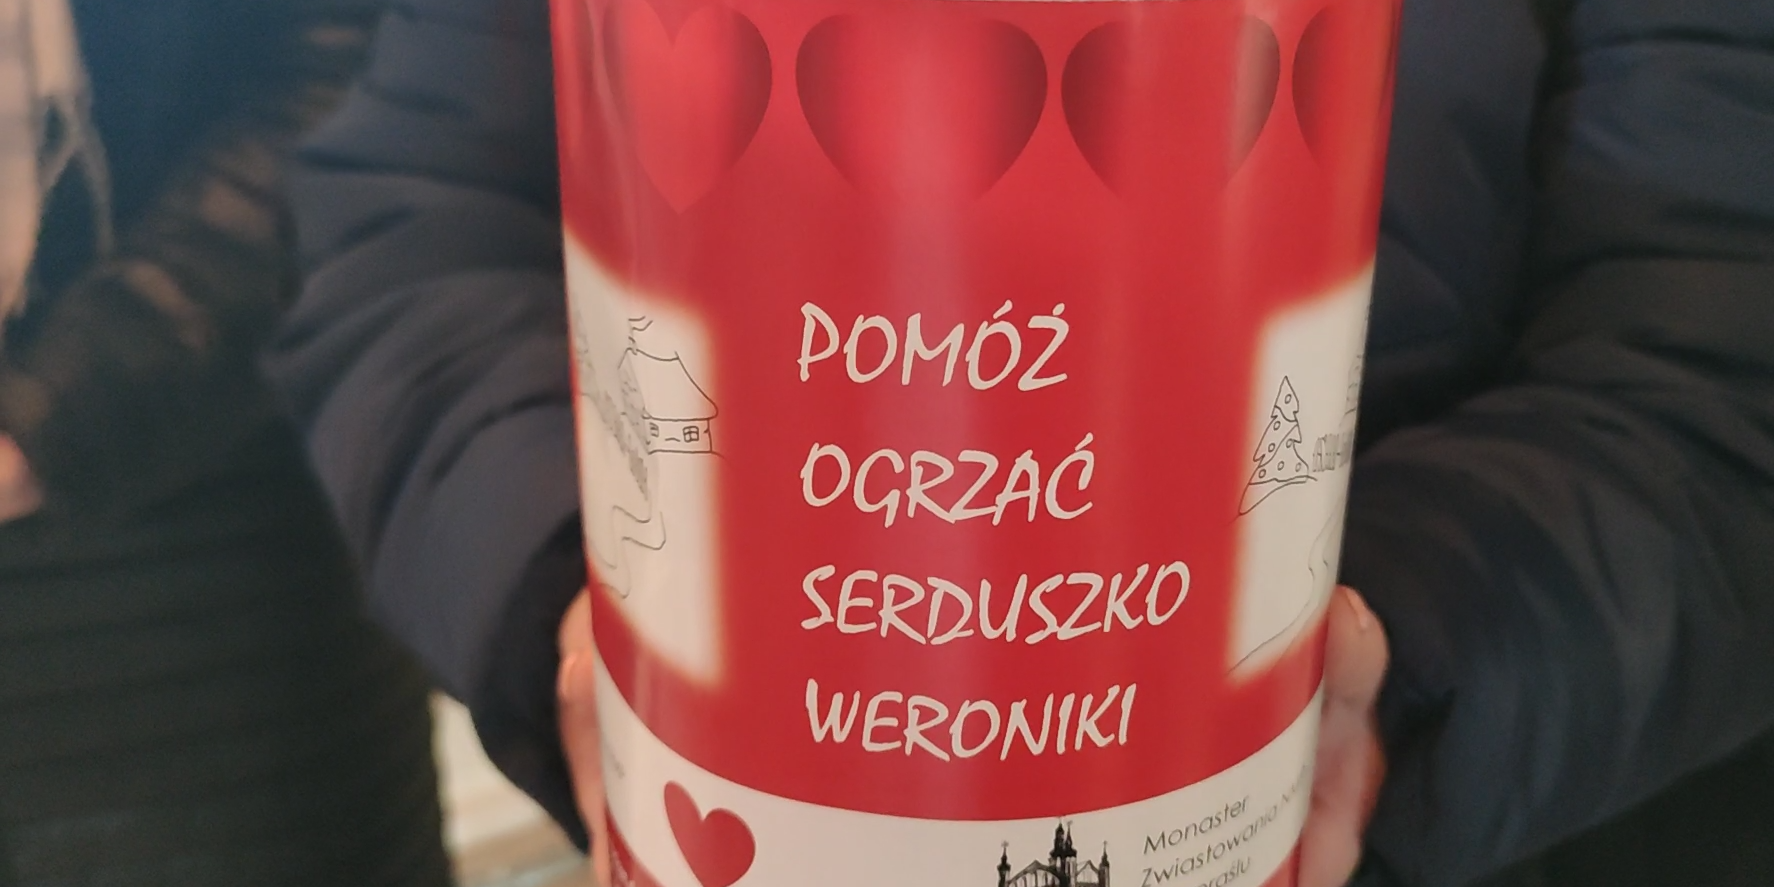 POMÓŻ
OGRZAĆ
SERDUSZKO
WERONIKI
Monaster
Zwiastowania